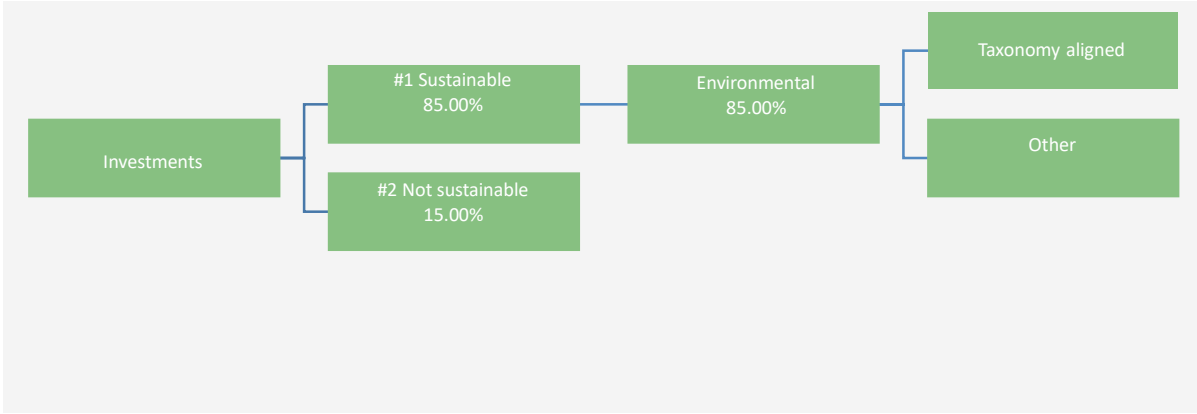 Investments
#1 Sustainable
85.00%
#2 Not sustainable
15.00%
Environmental
85.00%
Taxonomy aligned
Other